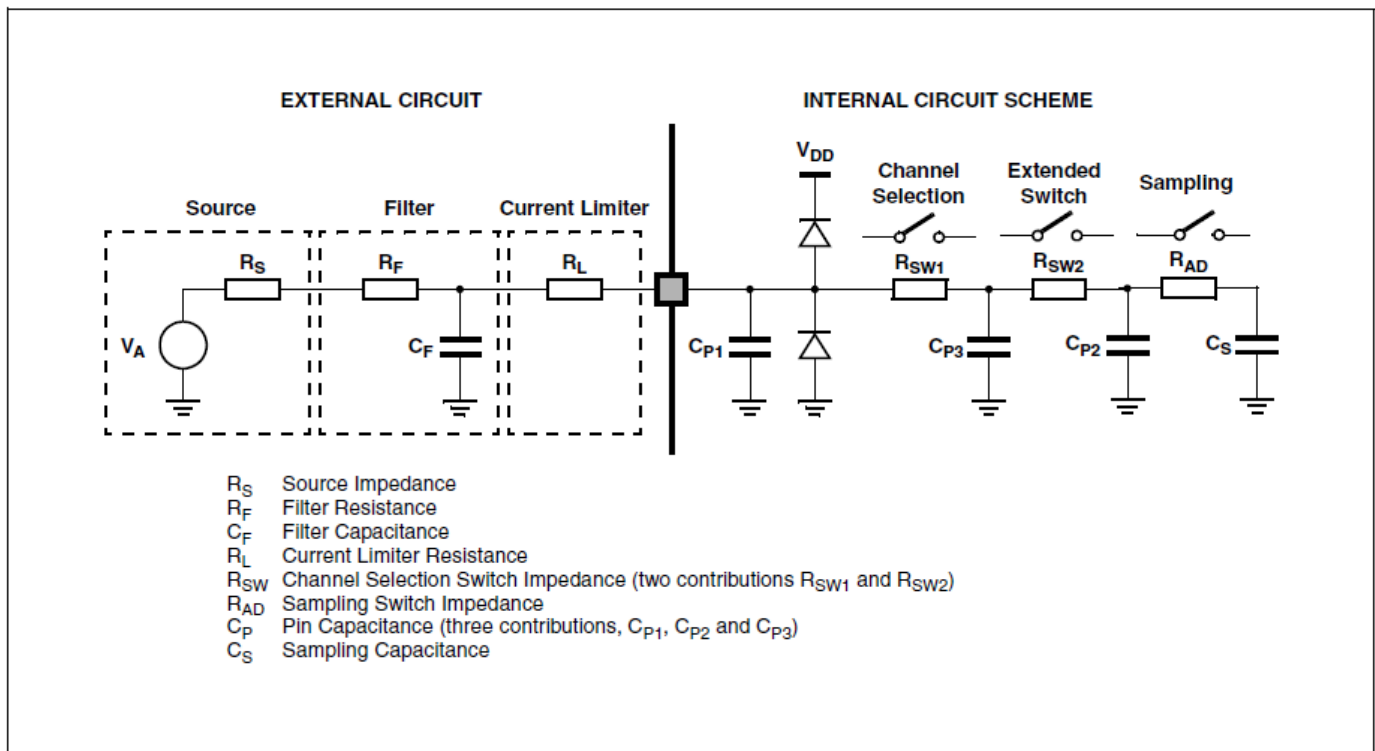 EXTERNAL CIRCUIT
INTERNAL CIRCUIT SCHEME
VDD
Channel
Selection
Extended
Switch
Sampling
Source
Filter
Current Limiter
RS
RF
RL
RSW1
RSW2
RAD
VA
CF
CP1
CP3
CP2
CS
RS Source Impedance
RF Filter Resistance
CF Filter Capacitance
RL Current Limiter Resistance
RSW Channel Selection Switch Impedance (two contributions RSW1 and RSW2)
RAD Sampling Switch Impedance
CP Pin Capacitance (three contributions, CP1, CP2 and CP3)
CS Sampling Capacitance